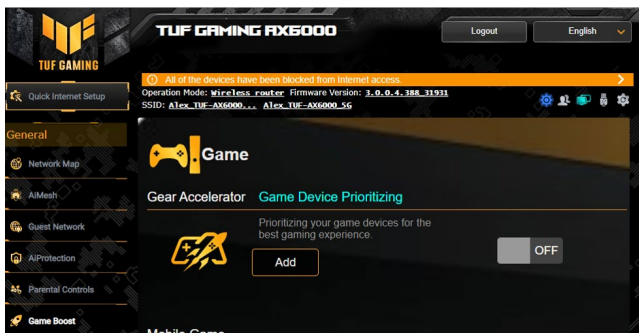 TUF GAMING
TUF GAMING AX6000
Logout
English
All of the devices have been blocked from Internet access.
Quick Internet Setup
Operation Mode: Wireless router Firmware Version: 3.0.0.4.388_31931
SSID: Alex_TUF-AX6000... Alex_TUF-AX6000_5G
General
Network Map
AiMesh
Guest Network
AiProtection
Parental Controls
Game Boost
Game
Gear Accelerator Game Device Prioritizing
Prioritizing your game devices for the
best gaming experience.
Add
OFF
Mobile Game